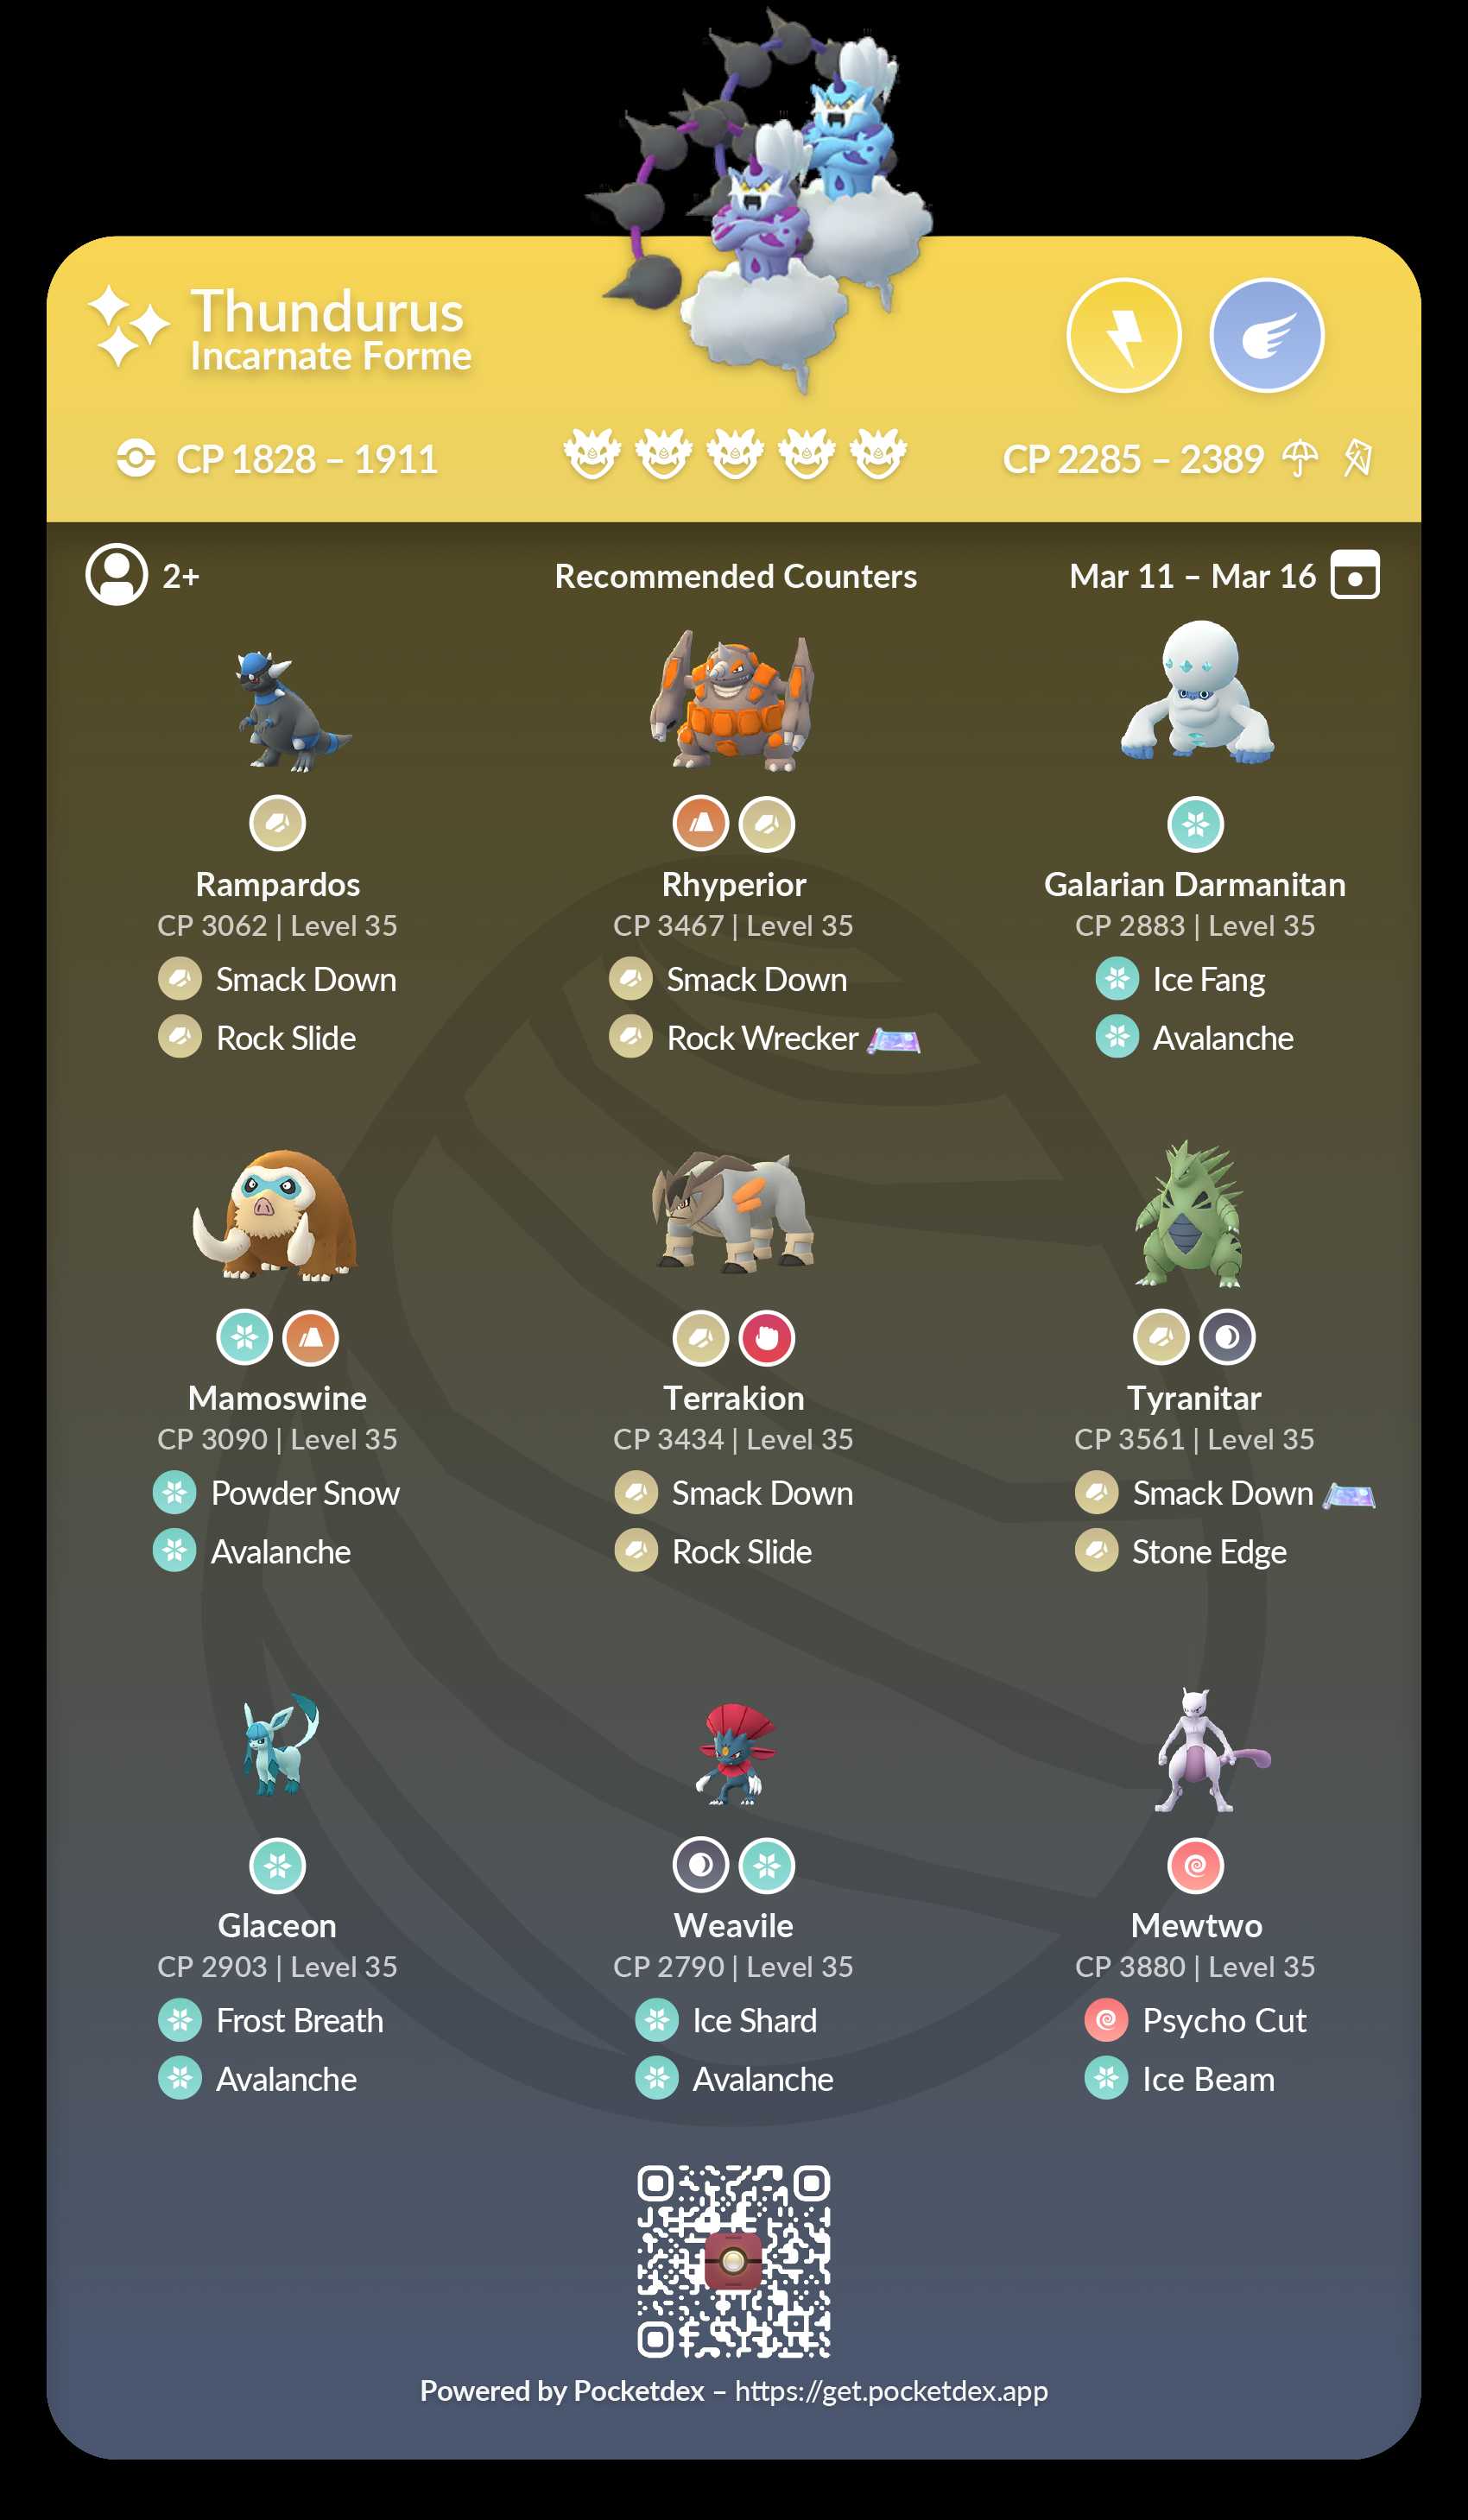 Thundurus
Incarnate Forme
CP 1828 – 1911
CP 2285 – 2389
2+
Recommended Counters
Mar 11 – Mar 16
Rampardos
CP 3062 | Level 35
Smack Down
Rock Slide
Rhyperior
CP 3467 | Level 35
Smack Down
Rock Wrecker
Galarian Darmanitan
CP 2883 | Level 35
Ice Fang
Avalanche
Mamoswine
CP 3090 | Level 35
Powder Snow
Avalanche
Terrakion
CP 3434 | Level 35
Smack Down
Rock Slide
Tyranitar
CP 3561 | Level 35
Smack Down
Stone Edge
Glaceon
CP 2903 | Level 35
Frost Breath
Avalanche
Weavile
CP 2790 | Level 35
Ice Shard
Avalanche
Mewtwo
CP 3880 | Level 35
Psycho Cut
Ice Beam
Powered by Pocketdex – https://get.pocketdex.app